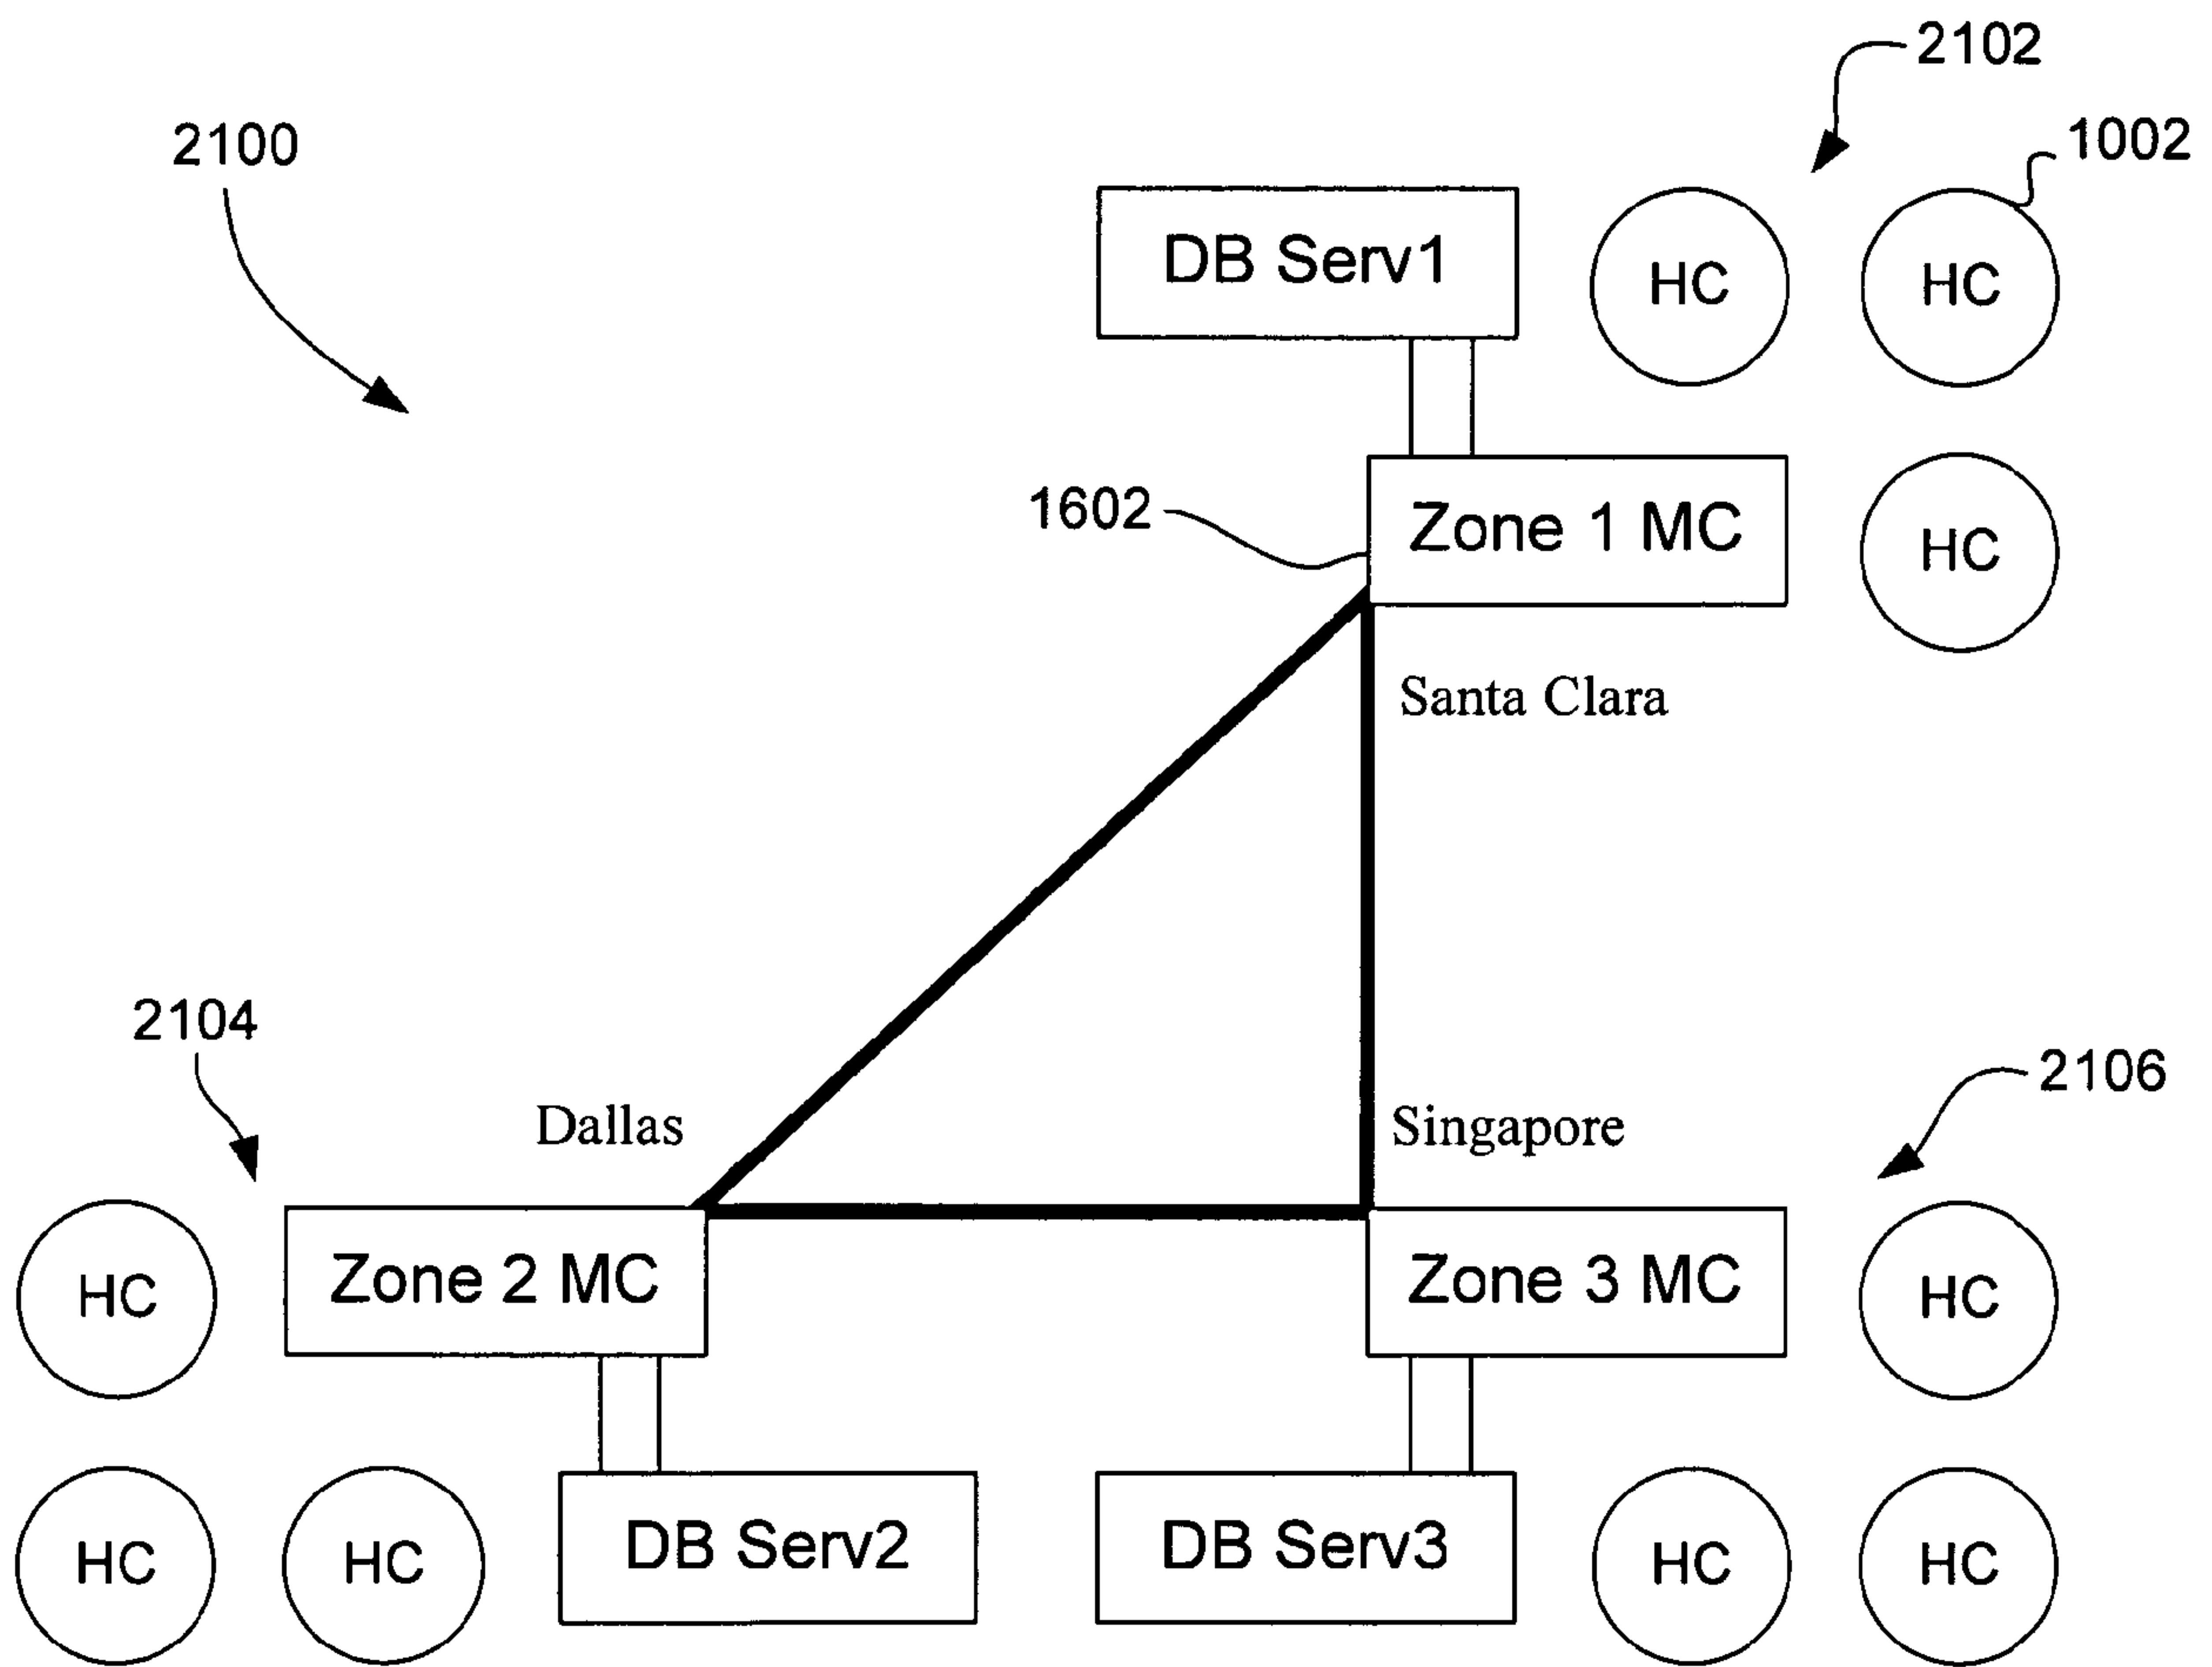 2102
2100
1002
DB Serv1
HC
HC
1602
Zone 1 MC
HC
Santa Clara
2104
2106
Dallas
Singapore
HC
Zone 2 MC
Zone 3 MC
HC
HC
HC
DB Serv2
DB Serv3
HC
HC